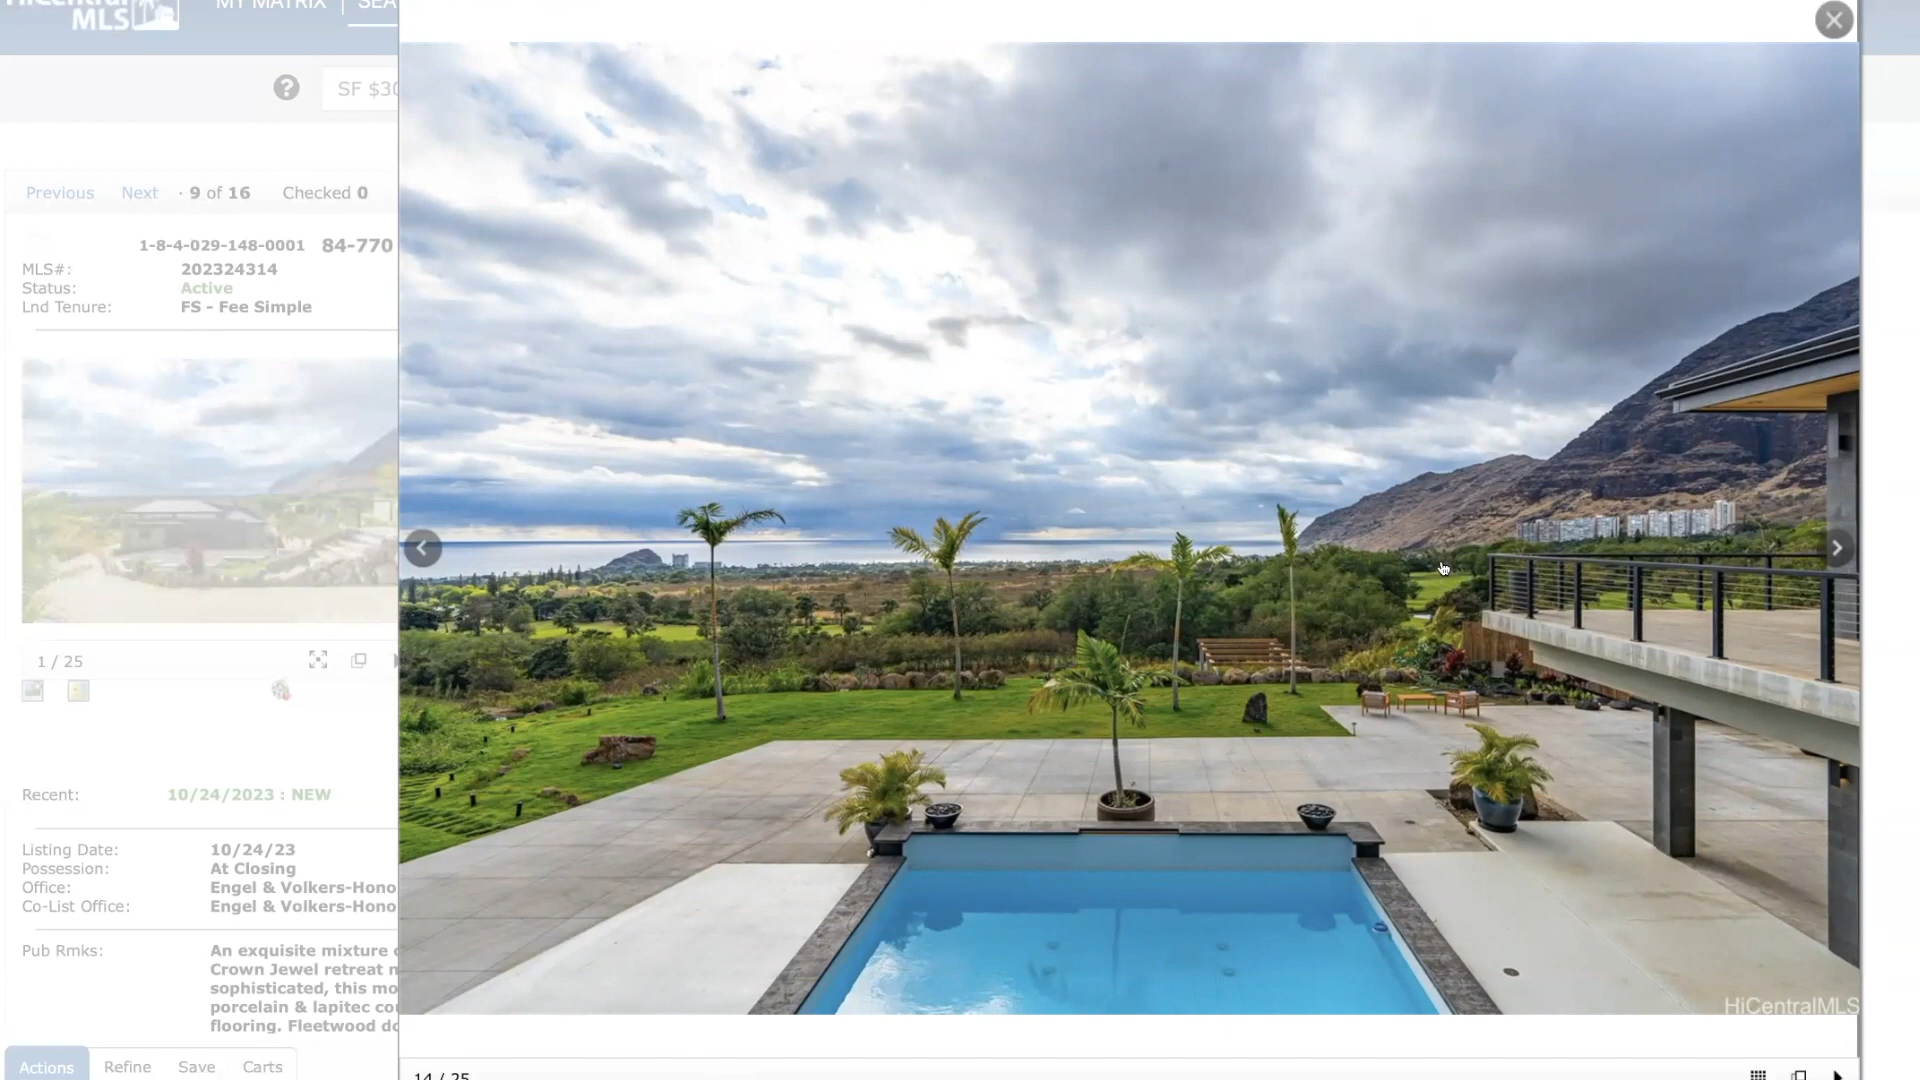 MLS
MY MATRIX
SF $30
Previous Next · 9 of 16 Checked 0
1-8-4-029-148-0001 84-770
MLS#: 202324314
Status: Active
Lnd Tenure: FS - Fee Simple
1 / 25
Recent: 10/24/2023 : NEW
Listing Date: 10/24/23
Possession: At Closing
Office: Engel & Volkers-Hono
Co-List Office: Engel & Volkers-Hono
Pub Rmks: An exquisite mixture
Crown Jewel retreat
sophisticated, this
porcelain & lapitec
flooring. Fleetwood
Actions Refine Save Carts
HiCentralMLS
14 / 25